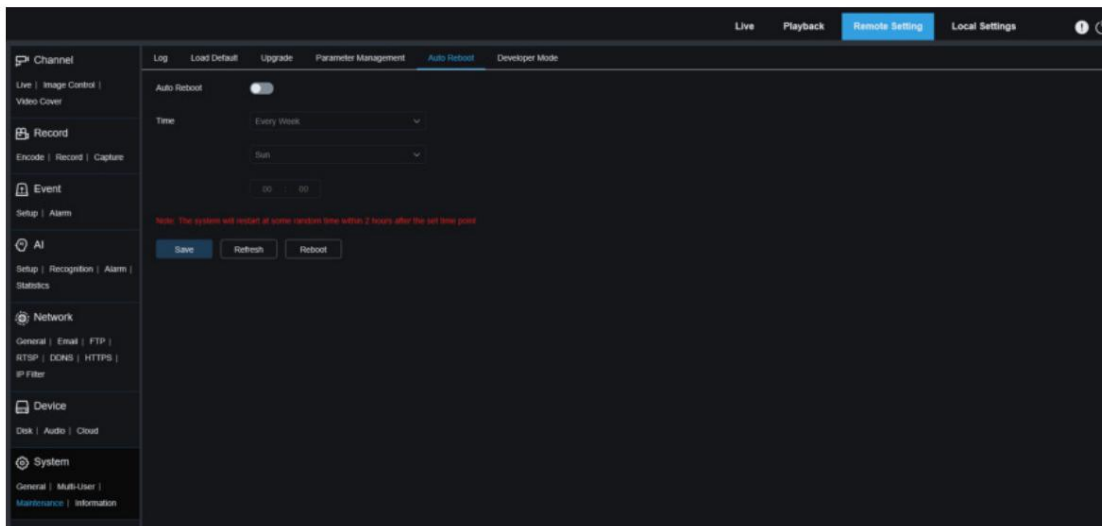 Live Playback Remote Setting Local Settings
Channel
Live | Image Control |
Video Cover
Record
Encode | Record | Capture
Event
Setup | Alarm
AI
Setup | Recognition | Alarm |
Statistics
Network
General | Email | FTP |
RTSP | DDNS | HTTPS |
IP Filter
Device
Disk | Audio | Cloud
System
General | Multi-User |
Maintenance | Information
Log Load Default Upgrade Parameter Management Auto Reboot Developer Mode
Auto Reboot
Time Every Week
Sun
00 : 00
Note: The system will restart at some random time within 2 hours after the set time point
Save Refresh Reboot